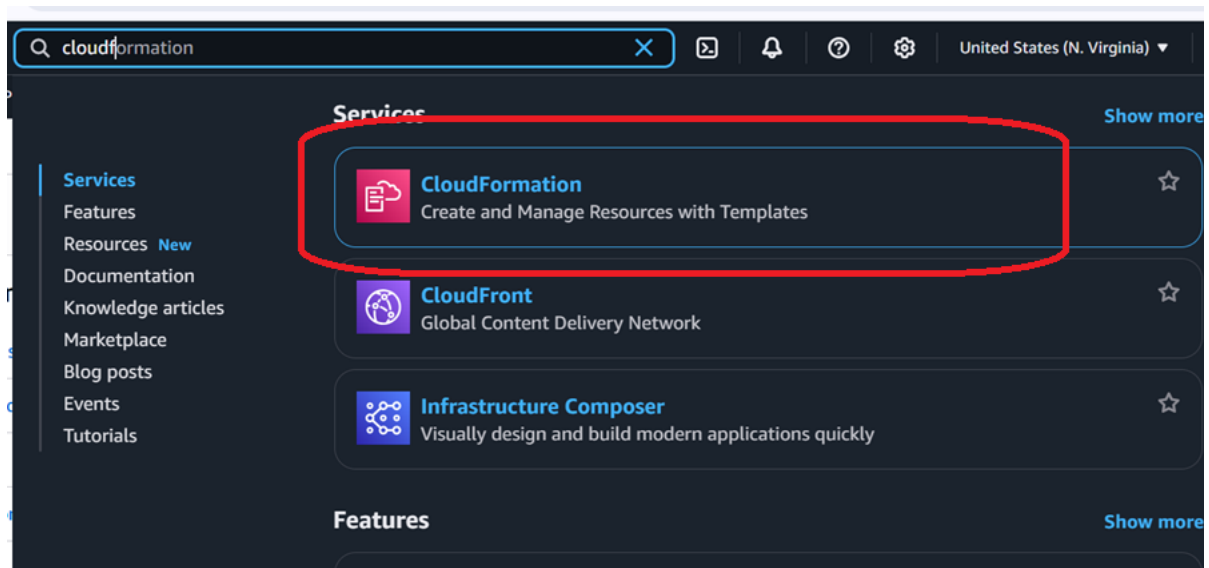 cloudformation
United States (N. Virginia)
Services
Show more
Services
Features
Resources New
Documentation
Knowledge articles
Marketplace
Blog posts
Events
Tutorials
CloudFormation
Create and Manage Resources with Templates
CloudFront
Global Content Delivery Network
Infrastructure Composer
Visually design and build modern applications quickly
Features
Show more